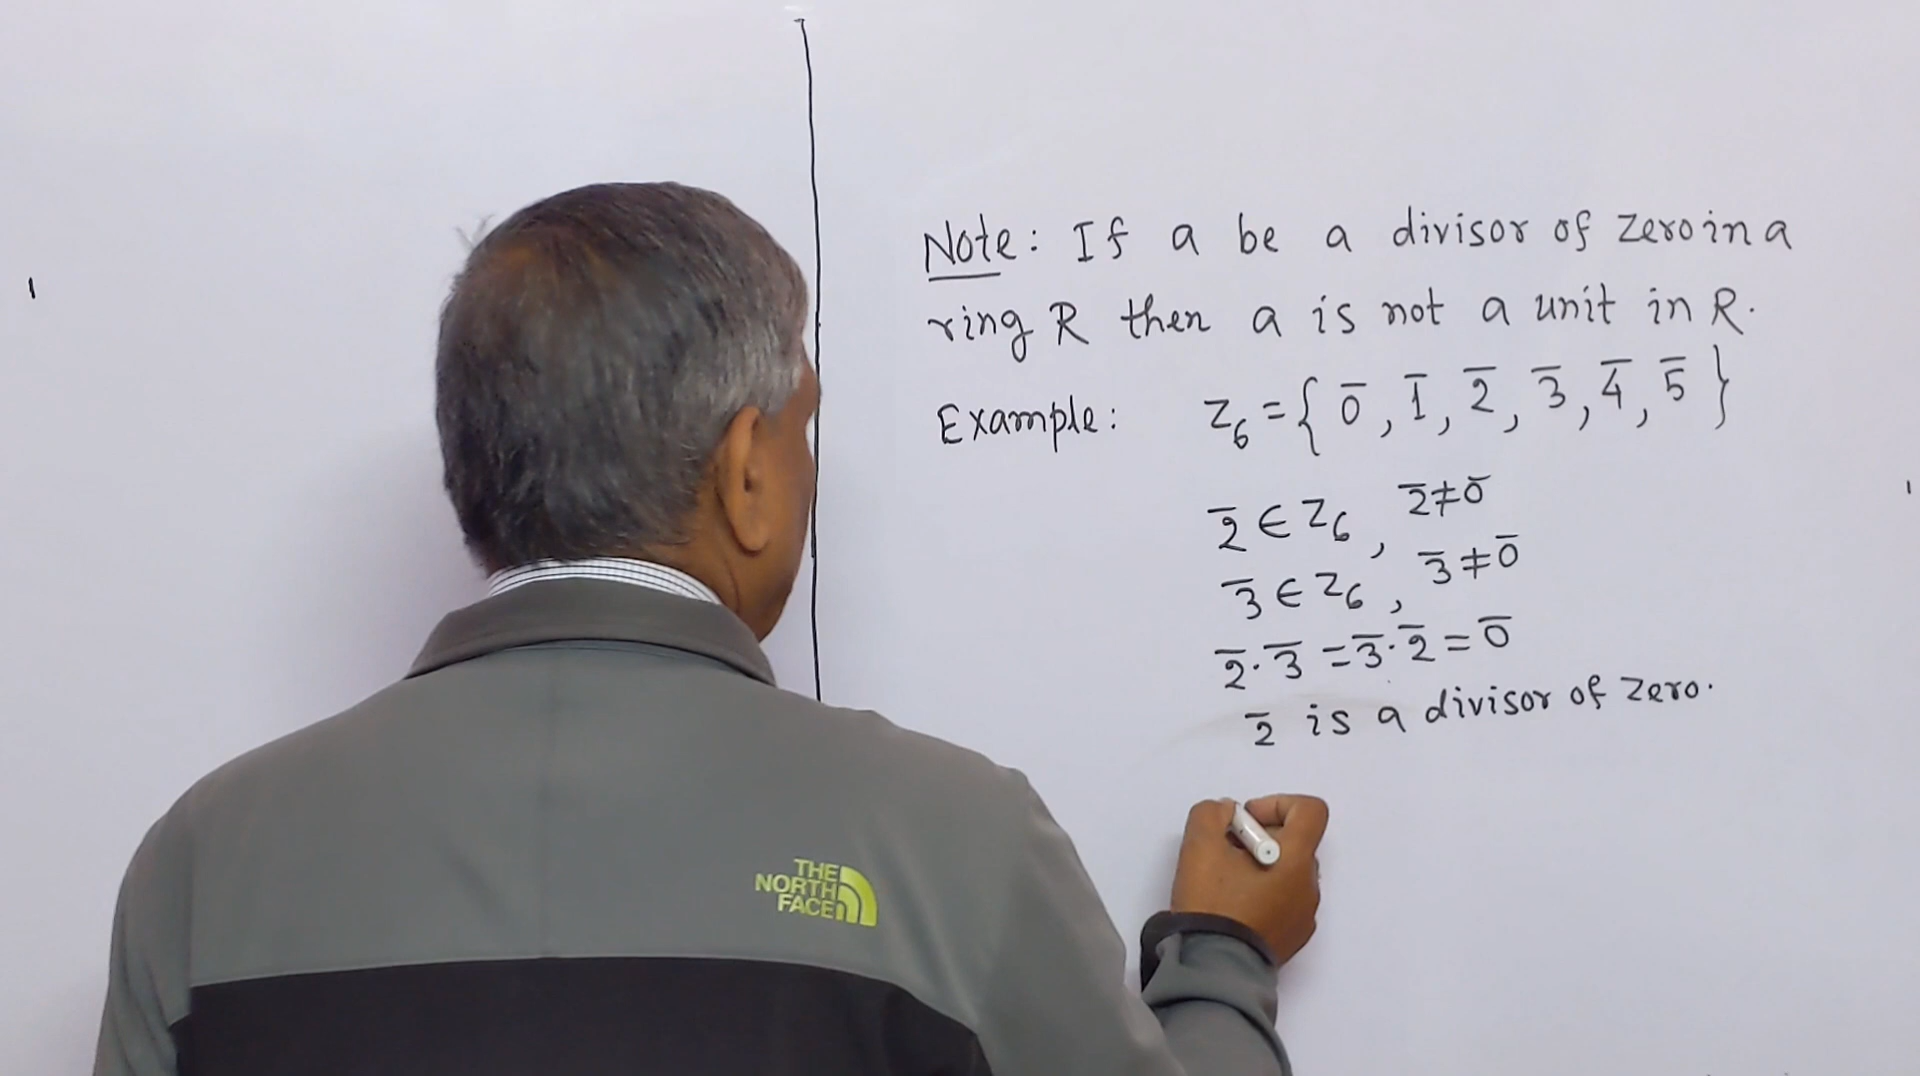 Note: If a be a divisor of zero in a
ring R then a is not a unit in R.
Example: Z₆ = { 0̅, 1̅, 2̅, 3̅, 4̅, 5̅ }
2̅ ∈ Z₆, 2̅ ≠ 0̅
3̅ ∈ Z₆, 3̅ ≠ 0̅
2̅·3̅ = 3̅·2̅ = 0̅
2̅ is a divisor of zero.
THE
NORTH
FACE